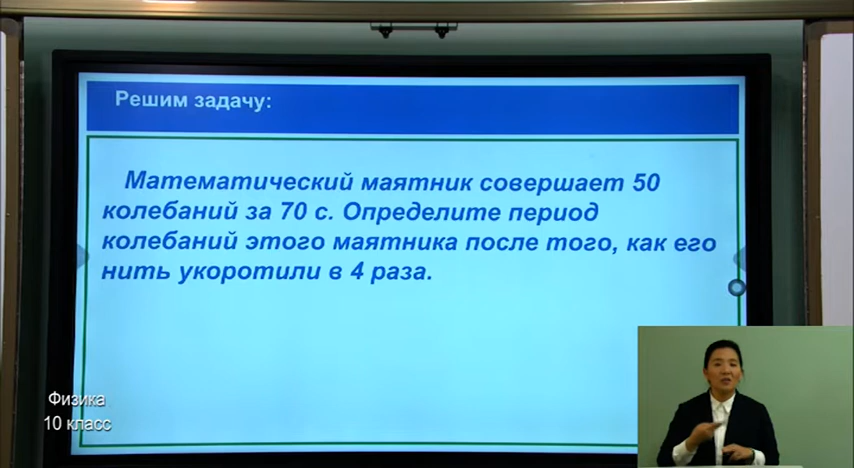 Решим задачу:
Математический маятник совершает 50
колебаний за 70 с. Определите период
колебаний этого маятника после того, как его
нить укоротили в 4 раза.
Физика
10 класс